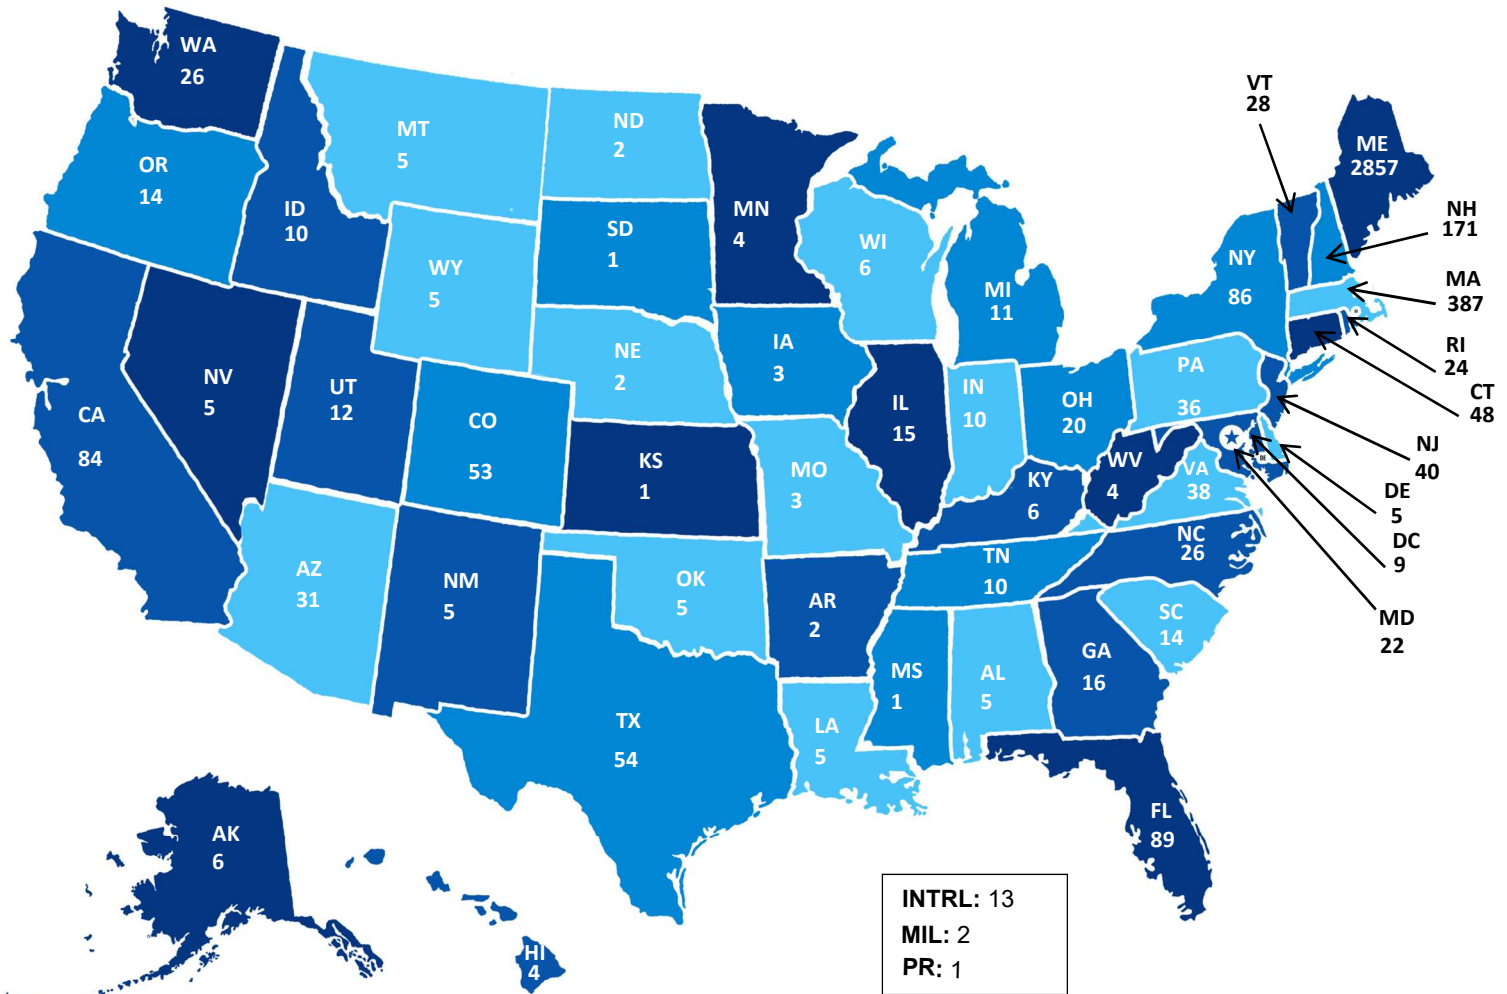 WA
26
OR
14
ID
10
MT
5
ND
2
MN
4
SD
1
WY
5
WI
6
MI
11
VT
28
ME
2857
NH
171
NY
86
MA
387
RI
24
CT
48
NJ
40
DE
5
DC
9
MD
22
PA
36
NV
5
UT
12
CA
84
CO
53
NE
2
IA
3
IL
15
IN
10
OH
20
KS
1
MO
3
KY
6
WV
4
VA
38
NC
26
TN
10
AZ
31
NM
5
OK
5
AR
2
SC
14
GA
16
MS
1
AL
5
LA
5
TX
54
FL
89
AK
6
HI
4
INTRL: 13
MIL: 2
PR: 1